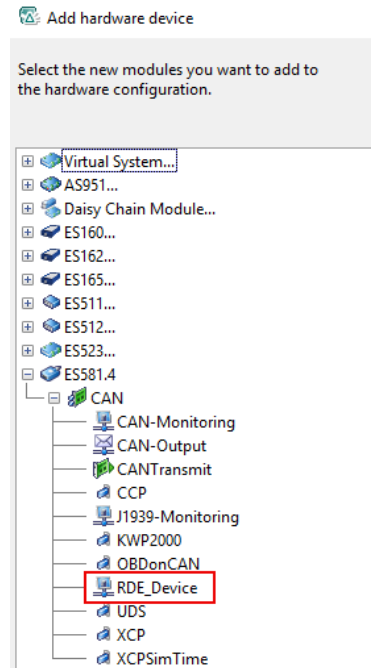 Add hardware device
Select the new modules you want to add to
the hardware configuration.
Virtual System...
AS951...
Daisy Chain Module...
ES160...
ES162...
ES165...
ES511...
ES512...
ES523...
ES581.4
CAN
CAN-Monitoring
CAN-Output
CANTransmit
CCP
J1939-Monitoring
KWP2000
OBDonCAN
RDE_Device
UDS
XCP
XCPSimTime